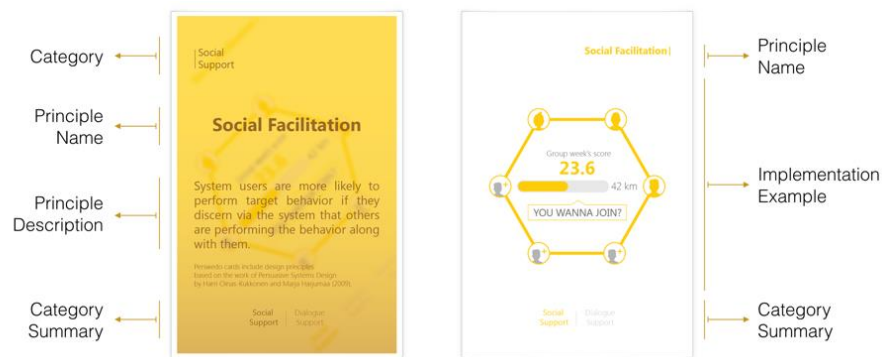 Category
Principle
Name
Principle
Description
Category
Summary
Social
Support
Social Facilitation
System users are more likely to
perform target behavior if they
discern via the system that others
are performing the behavior along
with them.
Perswedo cards include design principles
based on the work of Persuasive Systems Design
by Harri Oinas-Kukkonen and Marja Harjumaa (2009).
Social
Support
Dialogue
Support
Social Facilitation
Group week's score
23.6
42 km
YOU WANNA JOIN?
Social
Support
Dialogue
Support
Principle
Name
Implementation
Example
Category
Summary